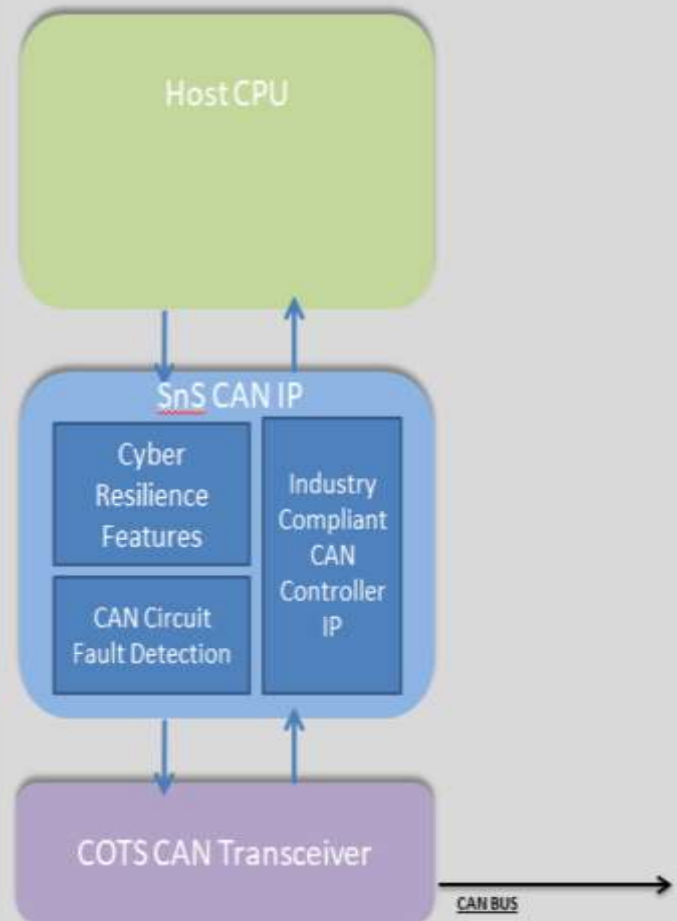 Host CPU
SnS CAN IP
Cyber
Resilience
Features
CAN Circuit
Fault Detection
Industry
Compliant
CAN
Controller
IP
COTS CAN Transceiver
CAN BUS